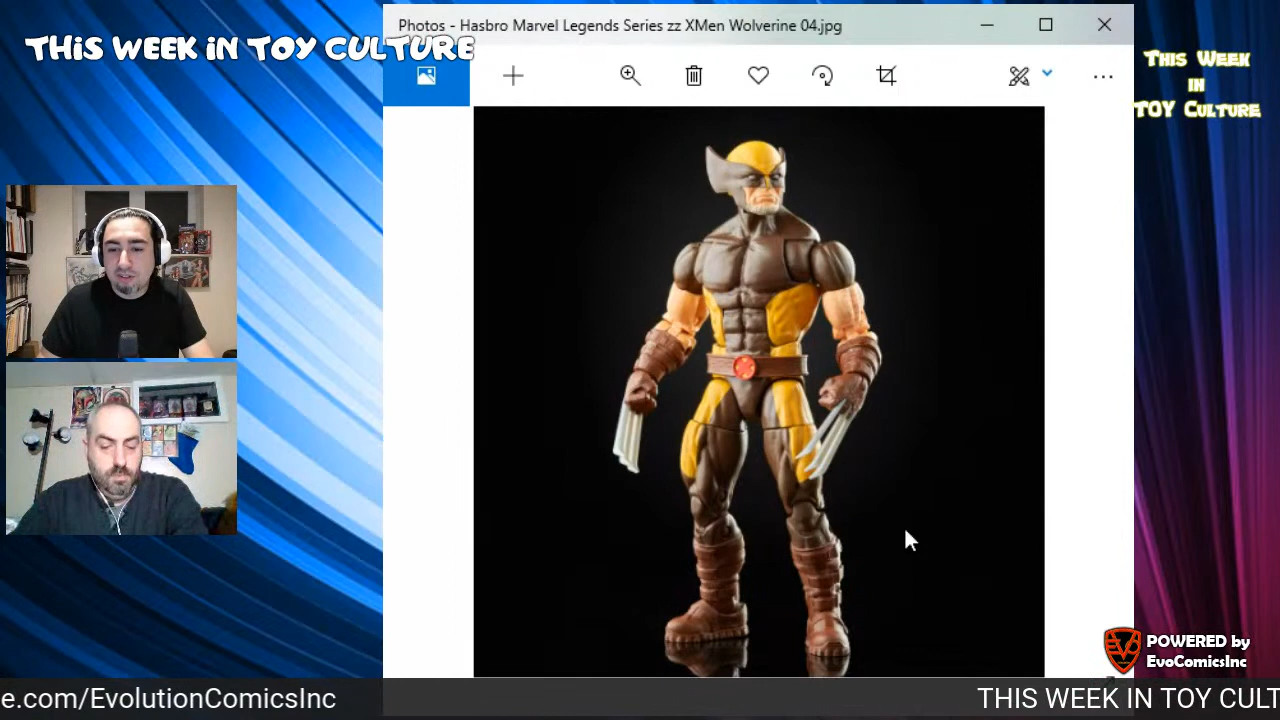 THiS WEEK iN TOY CULTURE
Photos - Hasbro Marvel Legends Series zz XMen Wolverine 04.jpg
This Week
in
TOY Culture
EVO
POWERED by
EvoComicsInc
e.com/EvolutionComicsInc
THIS WEEK IN TOY CULT